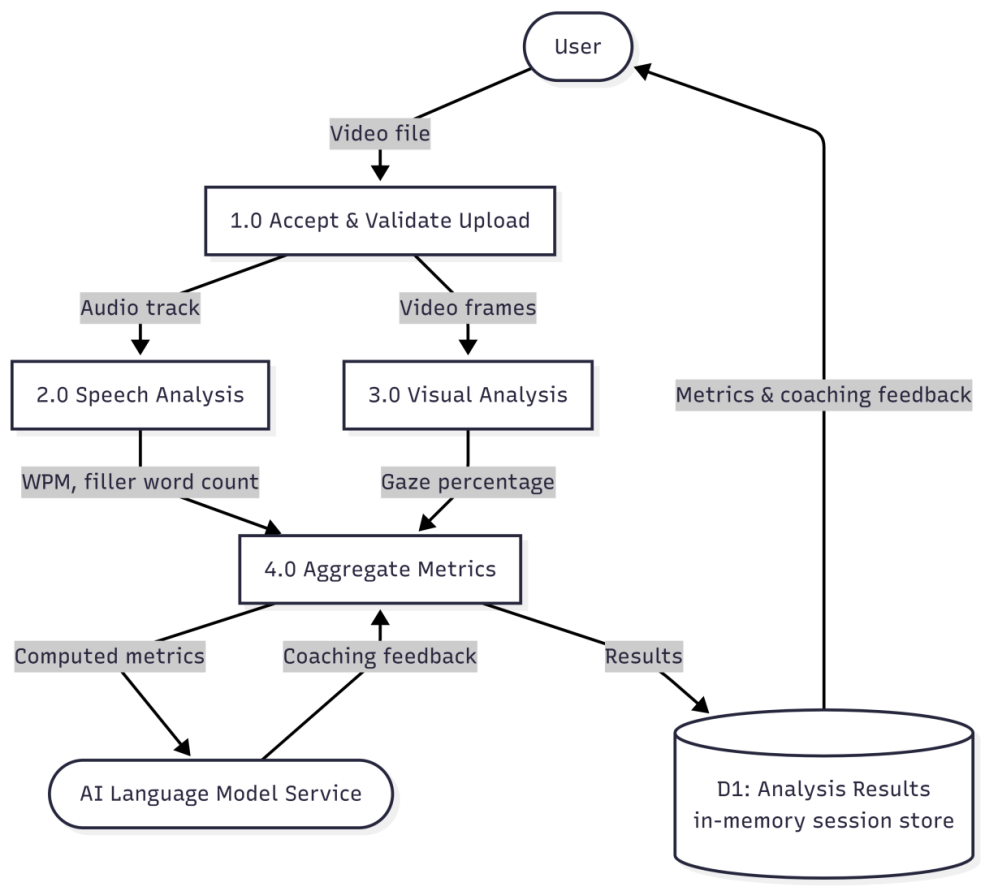 User
Video file
1.0 Accept & Validate Upload
Audio track
Video frames
2.0 Speech Analysis
3.0 Visual Analysis
Metrics & coaching feedback
WPM, filler word count
Gaze percentage
4.0 Aggregate Metrics
Computed metrics
Coaching feedback
Results
AI Language Model Service
D1: Analysis Results
in-memory session store